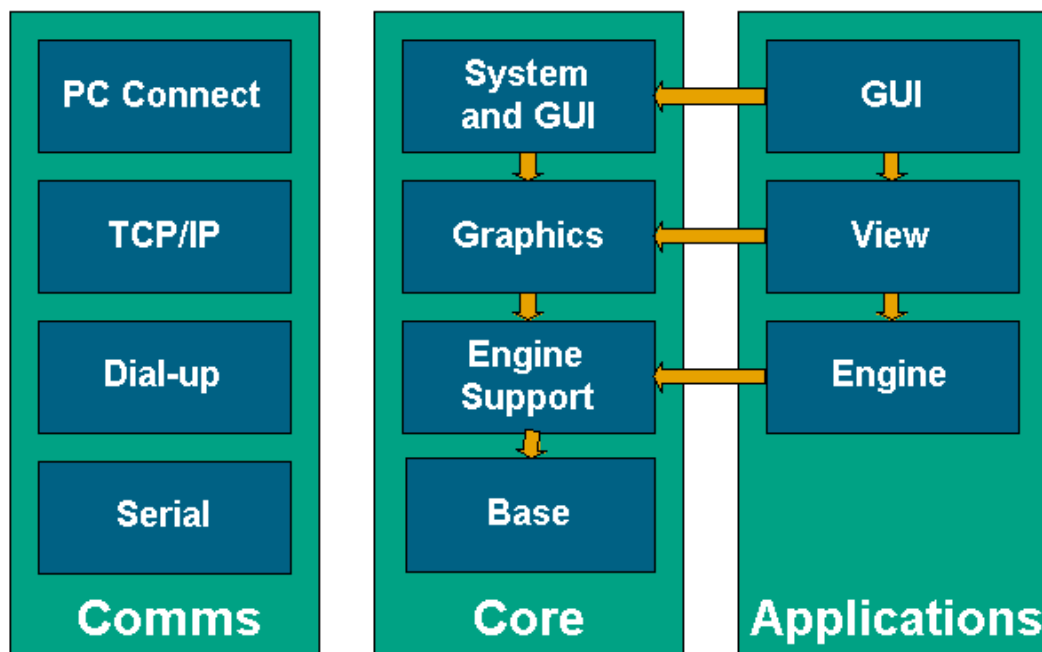 PC Connect
TCP/IP
Dial-up
Serial
Comms
System
and GUI
Graphics
Engine
Support
Base
Core
GUI
View
Engine
Applications